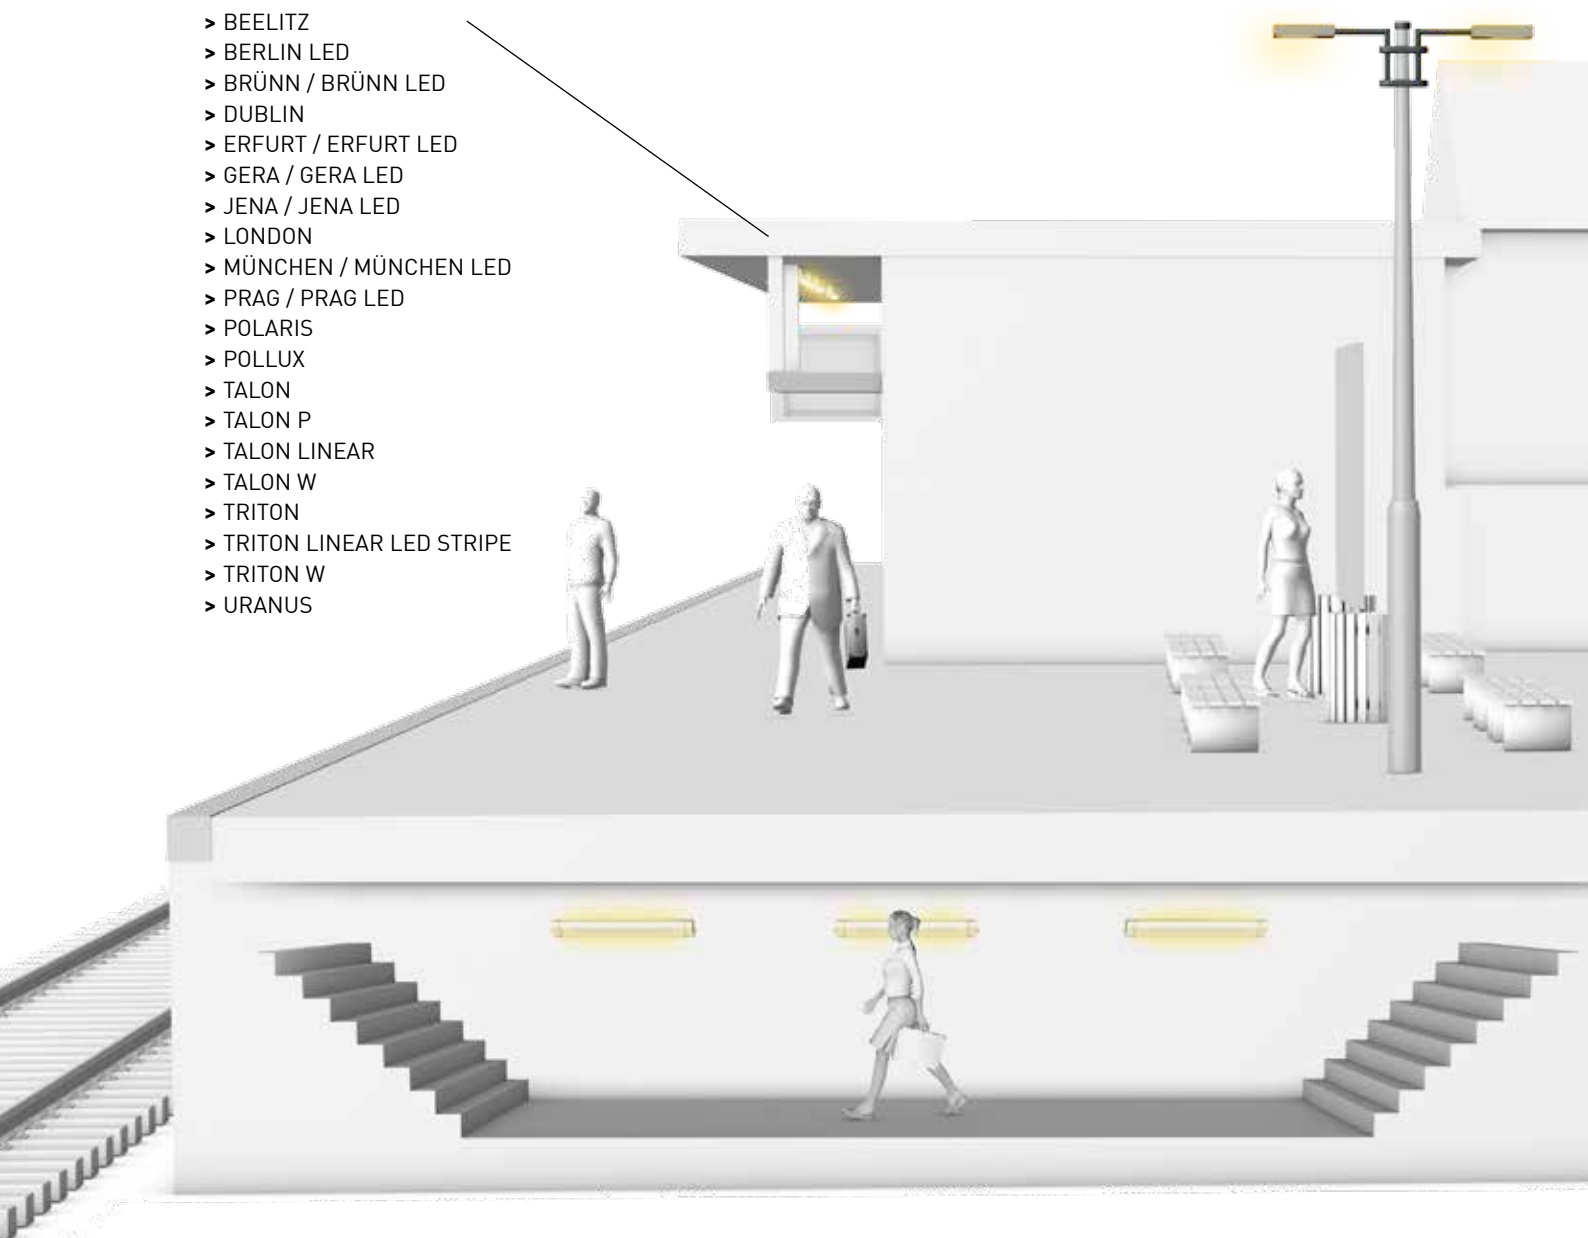 > BEELITZ
> BERLIN LED
> BRÜNN / BRÜNN LED
> DUBLIN
> ERFURT / ERFURT LED
> GERA / GERA LED
> JENA / JENA LED
> LONDON
> MÜNCHEN / MÜNCHEN LED
> PRAG / PRAG LED
> POLARIS
> POLLUX
> TALON
> TALON P
> TALON LINEAR
> TALON W
> TRITON
> TRITON LINEAR LED STRIPE
> TRITON W
> URANUS